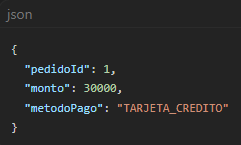 json
{
  "pedidoId": 1,
  "monto": 30000,
  "metodoPago": "TARJETA_CREDITO"
}